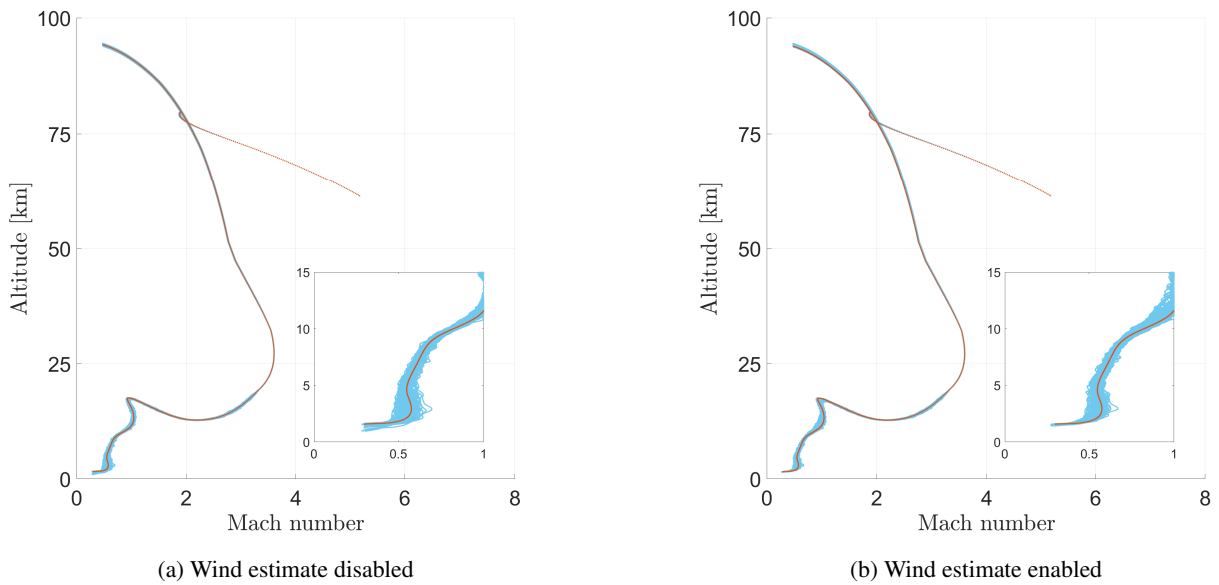 100
75
50
25
0
0 2 4 6 8
Altitude [km]
Mach number
15
10
5
0
0 0.5 1
(a) Wind estimate disabled
100
75
50
25
0
0 2 4 6 8
Altitude [km]
Mach number
15
10
5
0
0 0.5 1
(b) Wind estimate enabled